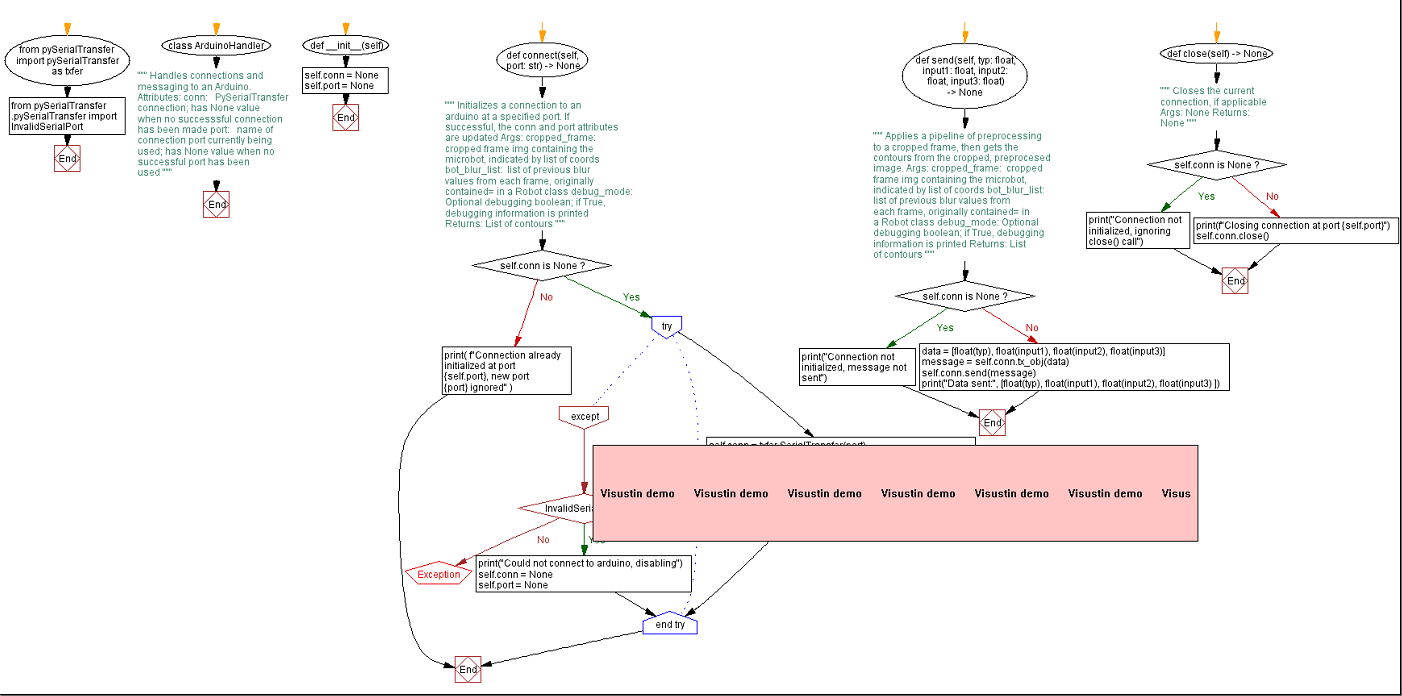 from pySerialTransfer
import pySerialTransfer
as txfer
from pySerialTransfer
.pySerialTransfer import
InvalidSerialPort
End
class ArduinoHandler
""" Handles connections and
messaging to an Arduino.
Attributes: conn: PySerialTransfer
connection; has None value
when no successsful connection
has been made port: name of
connection port currently being
used; has None value when no
successful port has been
used """
End
def __init__(self)
self.conn = None
self.port = None
End
def connect(self,
port: str) -> None
""" Initializes a connection to an
arduino at a specified port. If
successful, the conn and port attributes
are updated Args: cropped_frame:
cropped frame img containing the
microbot, indicated by list of coords
bot_blur_list: list of previous blur
values from each frame, originally
contained= in a Robot class debug_mode:
Optional debugging boolean; if True,
debugging information is printed
Returns: List of contours """
self.conn is None ?
No
Yes
try
print( f"Connection already
initialized at port
{self.port}, new port
{port} ignored" )
except
self.conn = txfer.SerialTransfer(port)
InvalidSeria
No
Yes
Exception
print("Could not connect to arduino, disabling")
self.conn = None
self.port = None
end try
End
def send(self, typ: float,
input1: float, input2:
float, input3: float)
-> None
""" Applies a pipeline of preprocessing
to a cropped frame, then gets the
contours from the cropped, preprocesed
image. Args: cropped_frame: cropped
frame img containing the microbot,
indicated by list of coords bot_blur_list:
list of previous blur values from
each frame, originally contained= in
a Robot class debug_mode: Optional
debugging boolean; if True, debugging
information is printed Returns: List
of contours """
self.conn is None ?
Yes
No
print("Connection not
initialized, message not
sent")
data = [float(typ), float(input1), float(input2), float(input3)]
message = self.conn.tx_obj(data)
self.conn.send(message)
print("Data sent:", [float(typ), float(input1), float(input2), float(input3) ])
End
def close(self) -> None
""" Closes the current
connection, if applicable
Args: None Returns:
None """
self.conn is None ?
Yes
No
print("Connection not
initialized, ignoring
close() call")
print(f"Closing connection at port {self.port}")
self.conn.close()
End
Visustin demo Visustin demo Visustin demo Visustin demo Visustin demo Visustin demo Visus